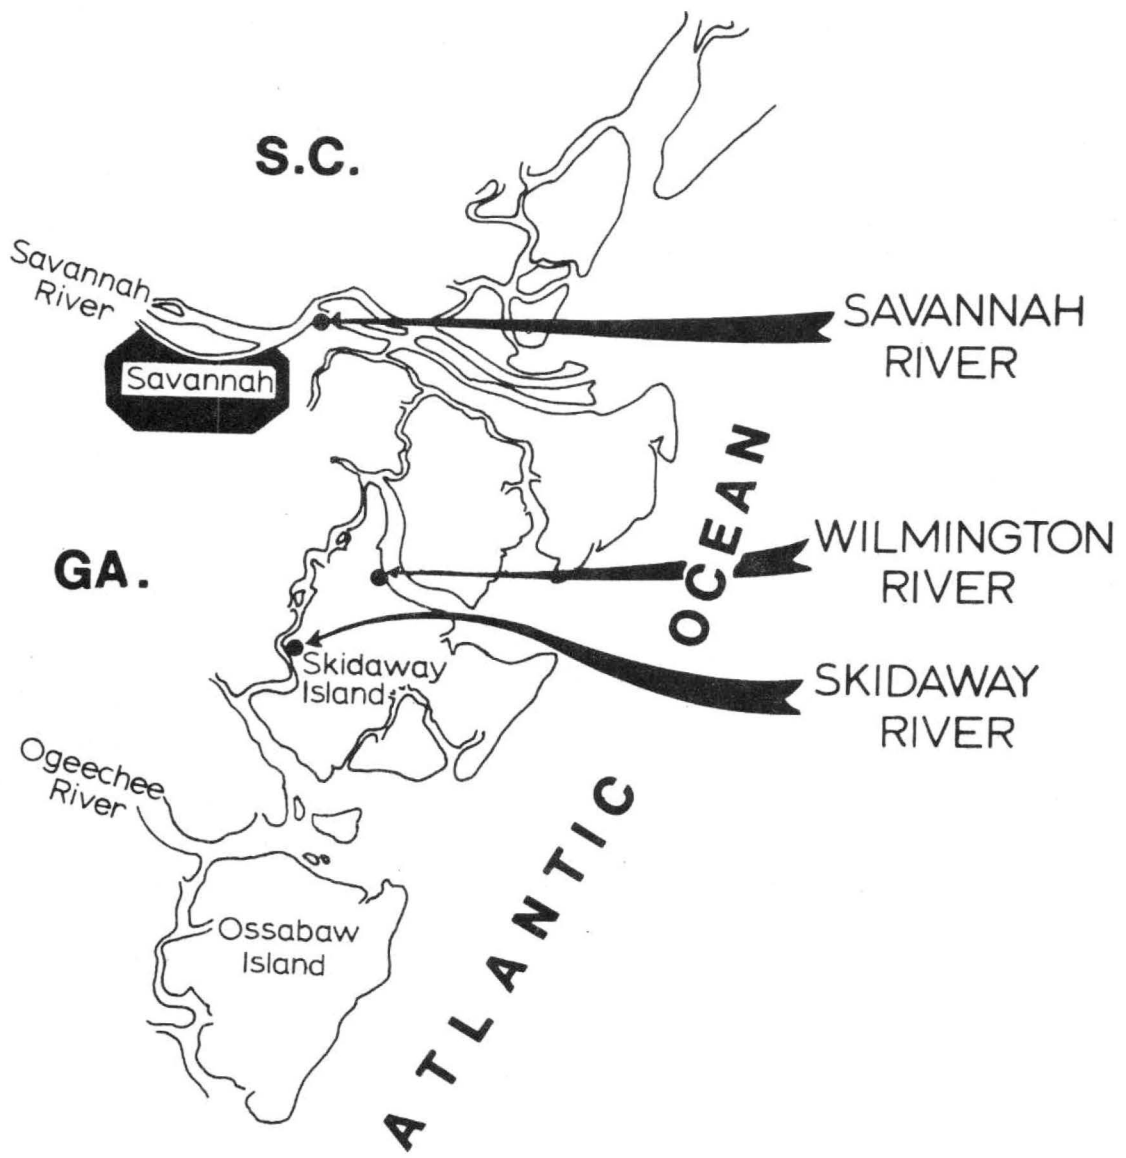 S.C.
Savannah
River
SAVANNAH
RIVER
Savannah
OCEAN
WILMINGTON
RIVER
GA.
Skidaway
Island
SKIDAWAY
RIVER
Ogeechee
River
ATLANTIC
Ossabaw
Island